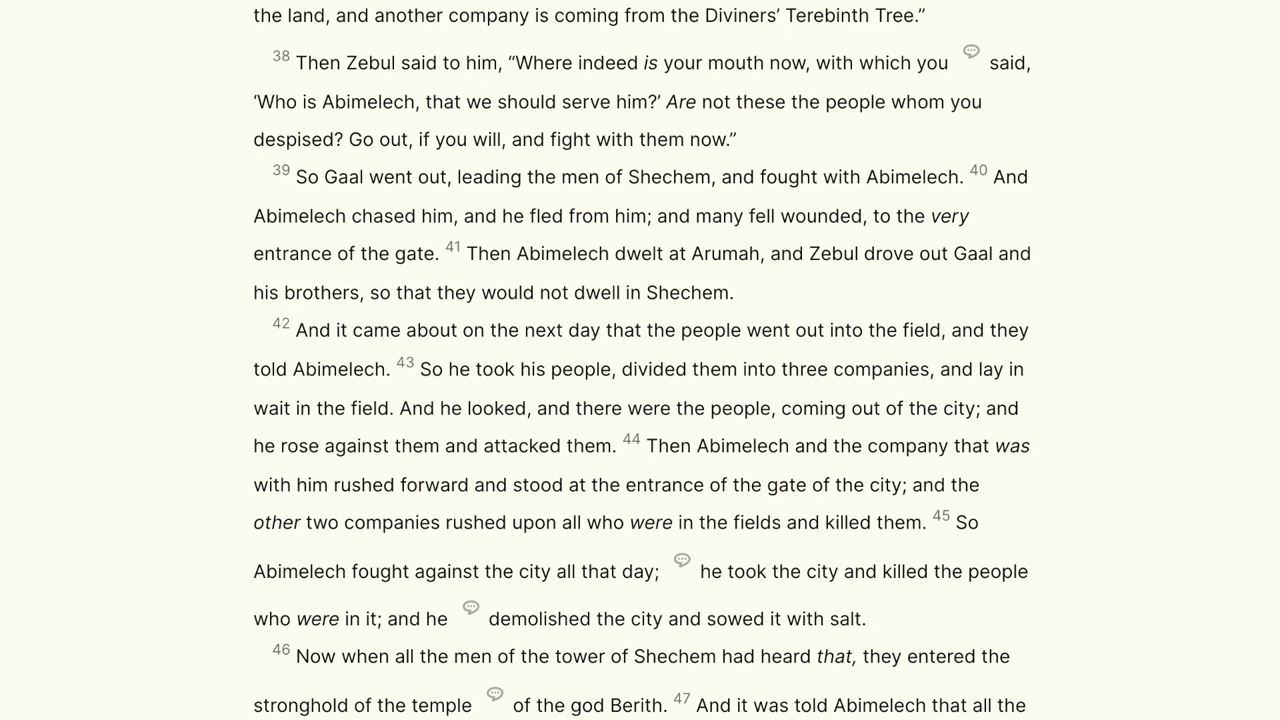 the land, and another company is coming from the Diviners’ Terebinth Tree.”
38 Then Zebul said to him, “Where indeed is your mouth now, with which you said,
‘Who is Abimelech, that we should serve him?’ Are not these the people whom you
despised? Go out, if you will, and fight with them now.”
39 So Gaal went out, leading the men of Shechem, and fought with Abimelech. 40 And
Abimelech chased him, and he fled from him; and many fell wounded, to the very
entrance of the gate. 41 Then Abimelech dwelt at Arumah, and Zebul drove out Gaal and
his brothers, so that they would not dwell in Shechem.
42 And it came about on the next day that the people went out into the field, and they
told Abimelech. 43 So he took his people, divided them into three companies, and lay in
wait in the field. And he looked, and there were the people, coming out of the city; and
he rose against them and attacked them. 44 Then Abimelech and the company that was
with him rushed forward and stood at the entrance of the gate of the city; and the
other two companies rushed upon all who were in the fields and killed them. 45 So
Abimelech fought against the city all that day; he took the city and killed the people
who were in it; and he demolished the city and sowed it with salt.
46 Now when all the men of the tower of Shechem had heard that, they entered the
stronghold of the temple of the god Berith. 47 And it was told Abimelech that all the